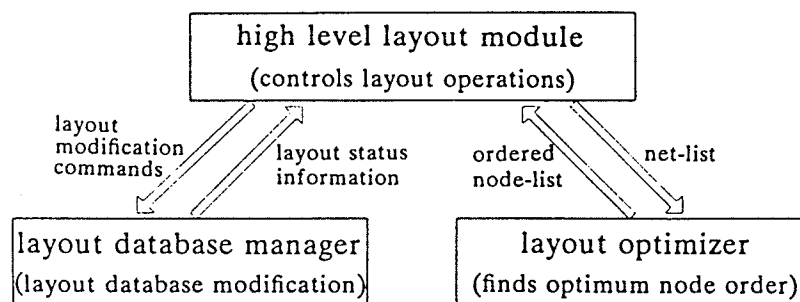 high level layout module
(controls layout operations)
layout
modification
commands
layout status
information
ordered
node-list
net-list
layout database manager
(layout database modification)
layout optimizer
(finds optimum node order)